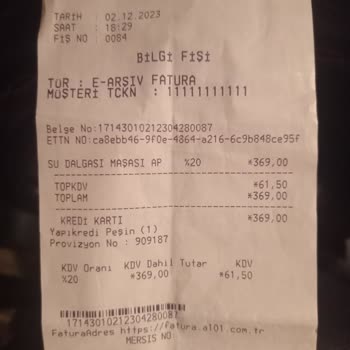 TARİH : 02.12.2023
SAAT : 18:29
FİŞ NO : 0084
BİLGİ FİŞİ
TÜR : E-ARŞİV FATURA
MÜŞTERİ TCKN : 11111111111
Belge No:17143010212304280087
ETTN NO:ca8ebb46-9f0e-4864-a216-6c9b848ce95f
SU DALGASI MAŞASI AP %20 *369,00
TOPKDV *61,50
TOPLAM *369,00
KREDİ KARTI *369,00
Yapıkredi Peşin (1)
Provizyon No : 909187
KDV Oranı KDV Dahil Tutar KDV
%20 *369,00 *61,50
17143010212304280087
FaturaAdres https://fatura.a101.com.tr
MERSIS NO